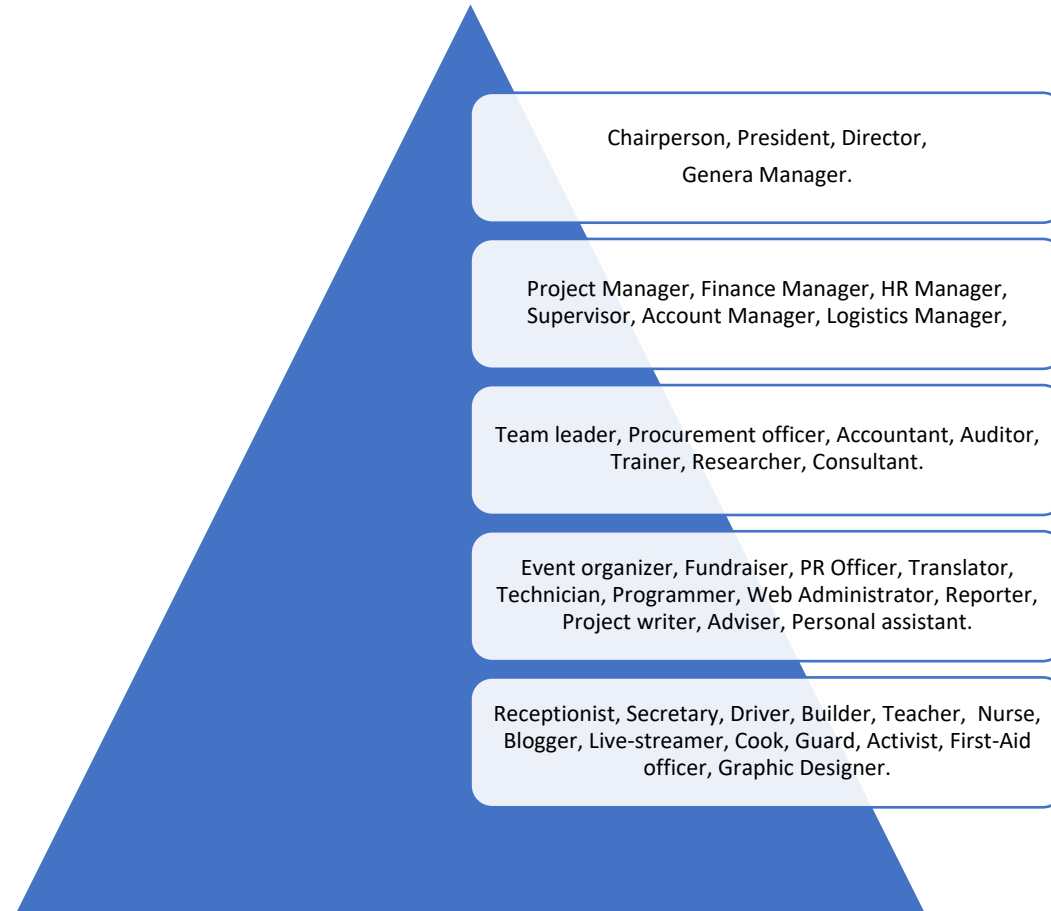 Chairperson, President, Director,
Genera Manager.
Project Manager, Finance Manager, HR Manager,
Supervisor, Account Manager, Logistics Manager,
Team leader, Procurement officer, Accountant, Auditor,
Trainer, Researcher, Consultant.
Event organizer, Fundraiser, PR Officer, Translator,
Technician, Programmer, Web Administrator, Reporter,
Project writer, Adviser, Personal assistant.
Receptionist, Secretary, Driver, Builder, Teacher,  Nurse,
Blogger, Live-streamer, Cook, Guard, Activist, First-Aid
officer, Graphic Designer.